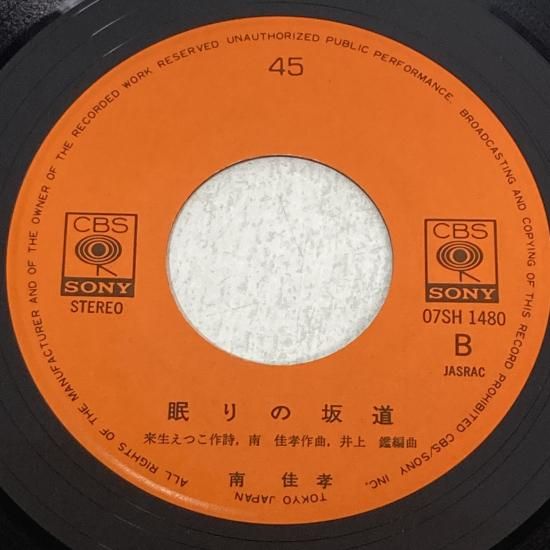 45
ALL RIGHTS OF THE MANUFACTURER AND OF THE OWNER OF THE RECORDED WORK RESERVED UNAUTHORIZED PUBLIC PERFORMANCE. BROADCASTING AND COPYING OF THIS RECORD PROHIBITED CBS/SONY INC.
TOKYO JAPAN
CBS
SONY
STEREO
CBS
SONY
07SH 1480
B
JASRAC
眠りの坂道
来生えつこ作詩, 南 佳孝作曲, 井上 鑑編曲
南 佳孝